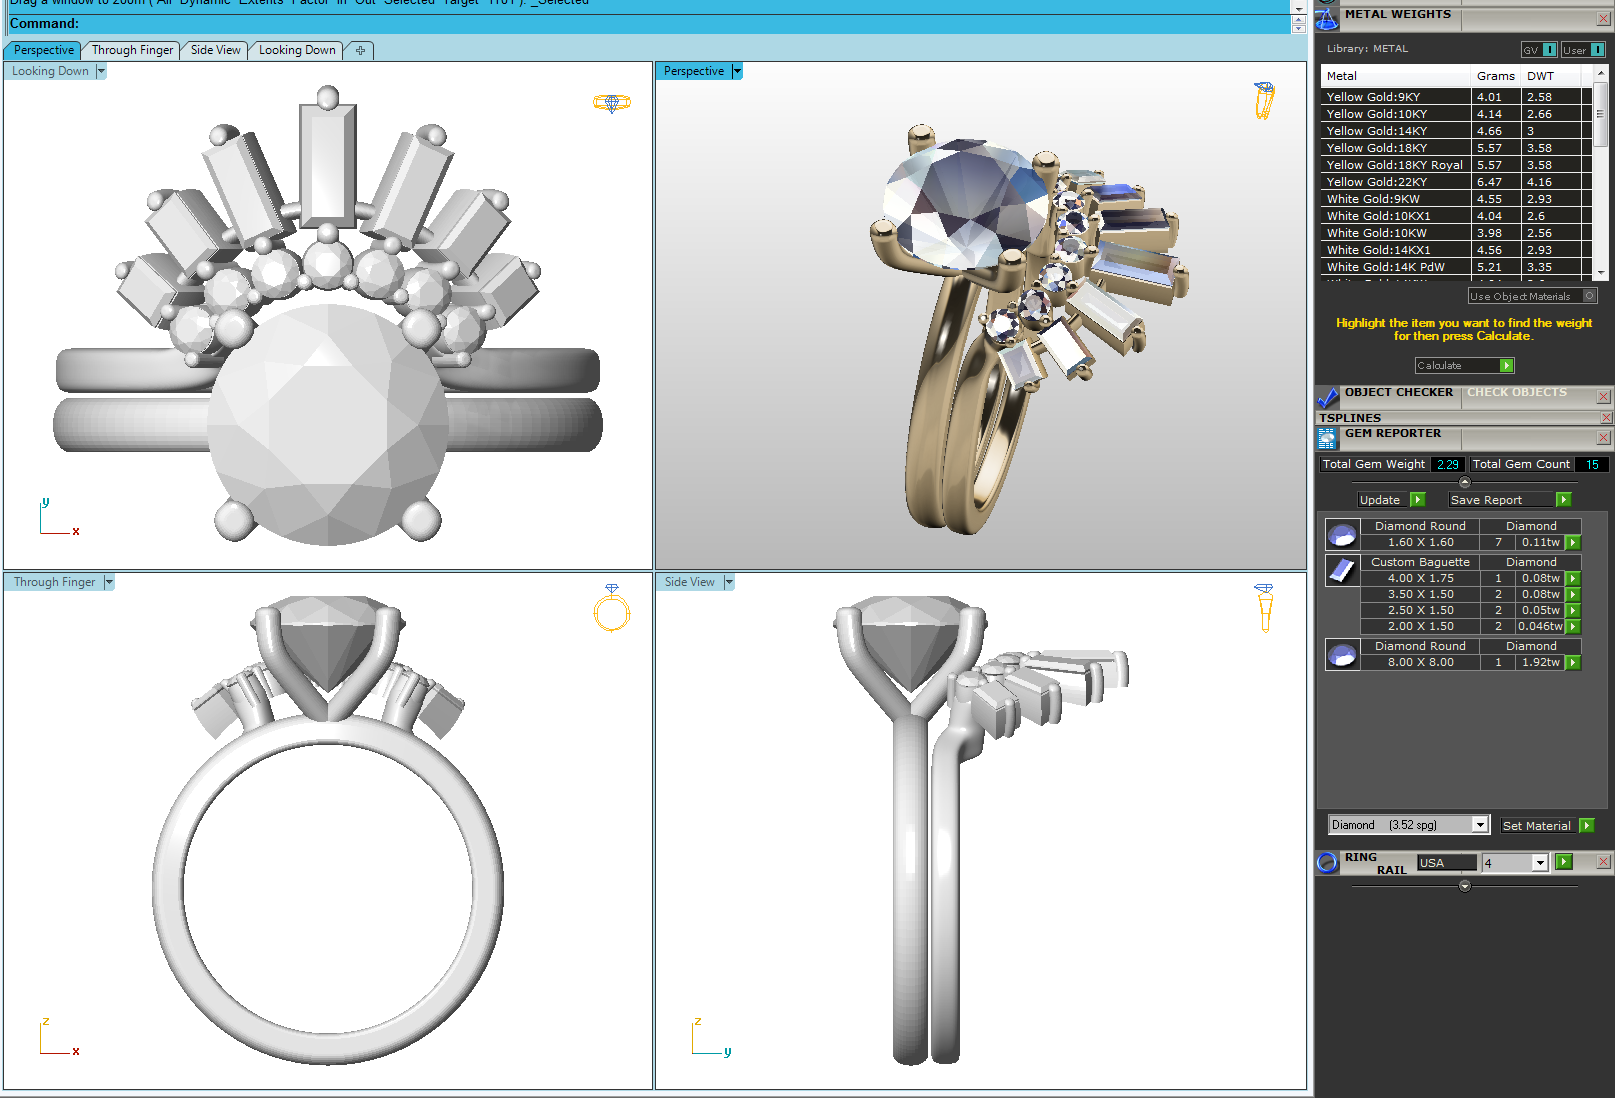 Drag a window to zoom ( All Dynamic Extents Factor In Out Selected Target 1To1 ): _Selected
Command:
Perspective Through Finger Side View Looking Down
Looking Down
y
x
Perspective
Through Finger
z
x
Side View
z
y
METAL WEIGHTS
Library: METAL GV User
Metal Grams DWT
Yellow Gold:9KY 4.01 2.58
Yellow Gold:10KY 4.14 2.66
Yellow Gold:14KY 4.66 3
Yellow Gold:18KY 5.57 3.58
Yellow Gold:18KY Royal 5.57 3.58
Yellow Gold:22KY 6.47 4.16
White Gold:9KW 4.55 2.93
White Gold:10KX1 4.04 2.6
White Gold:10KW 3.98 2.56
White Gold:14KX1 4.56 2.93
White Gold:14K PdW 5.21 3.35
Use Object Materials
Highlight the item you want to find the weight
for then press Calculate.
Calculate
OBJECT CHECKER CHECK OBJECTS
TSPLINES
GEM REPORTER
Total Gem Weight 2.29 Total Gem Count 15
Update Save Report
Diamond Round Diamond
1.60 X 1.60 7 0.11tw
Custom Baguette Diamond
4.00 X 1.75 1 0.08tw
3.50 X 1.50 2 0.08tw
2.50 X 1.50 2 0.05tw
2.00 X 1.50 2 0.046tw
Diamond Round Diamond
8.00 X 8.00 1 1.92tw
Diamond (3.52 spg) Set Material
RING RAIL USA 4